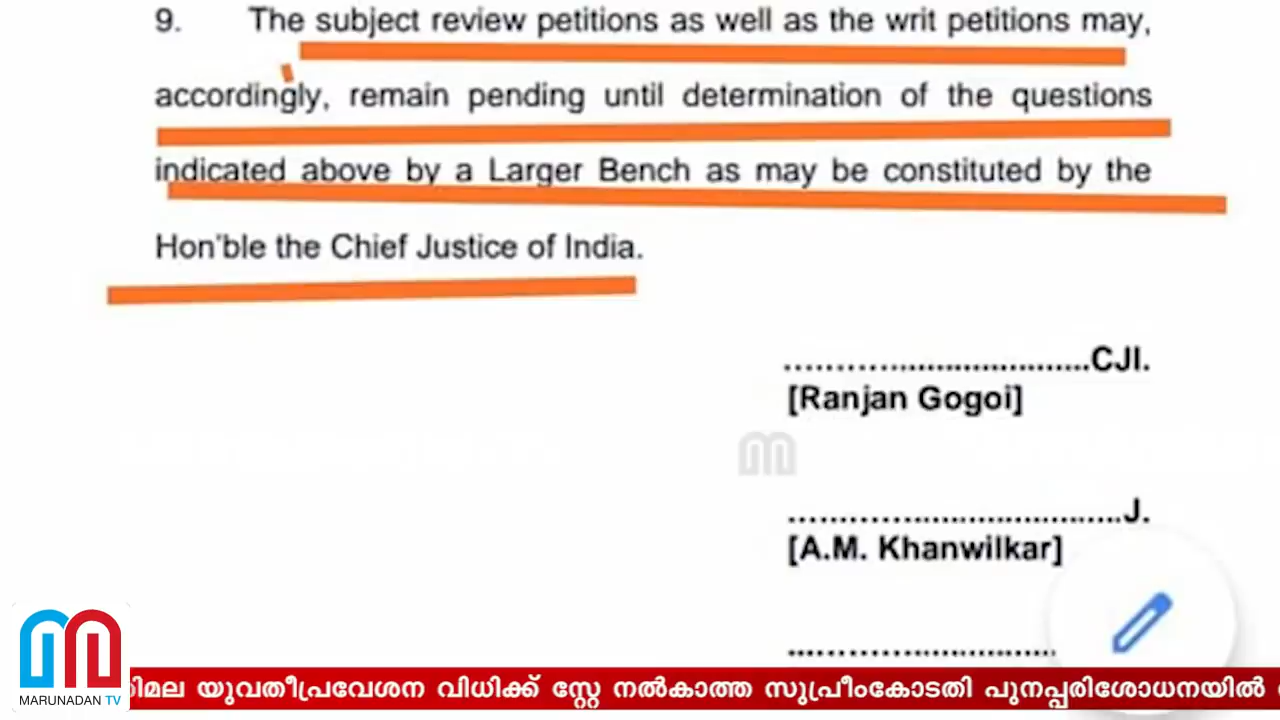 9. The subject review petitions as well as the writ petitions may,
accordingly, remain pending until determination of the questions
indicated above by a Larger Bench as may be constituted by the
Hon'ble the Chief Justice of India.
................................CJI.
[Ranjan Gogoi]
................................J.
[A.M. Khanwilkar]
MARUNADAN TV
യുവതീപ്രവേശന വിധിക്ക് സ്റ്റേ നൽകാത്ത സുപ്രീംകോടതി പുനപ്പരിശോധനയിൽ